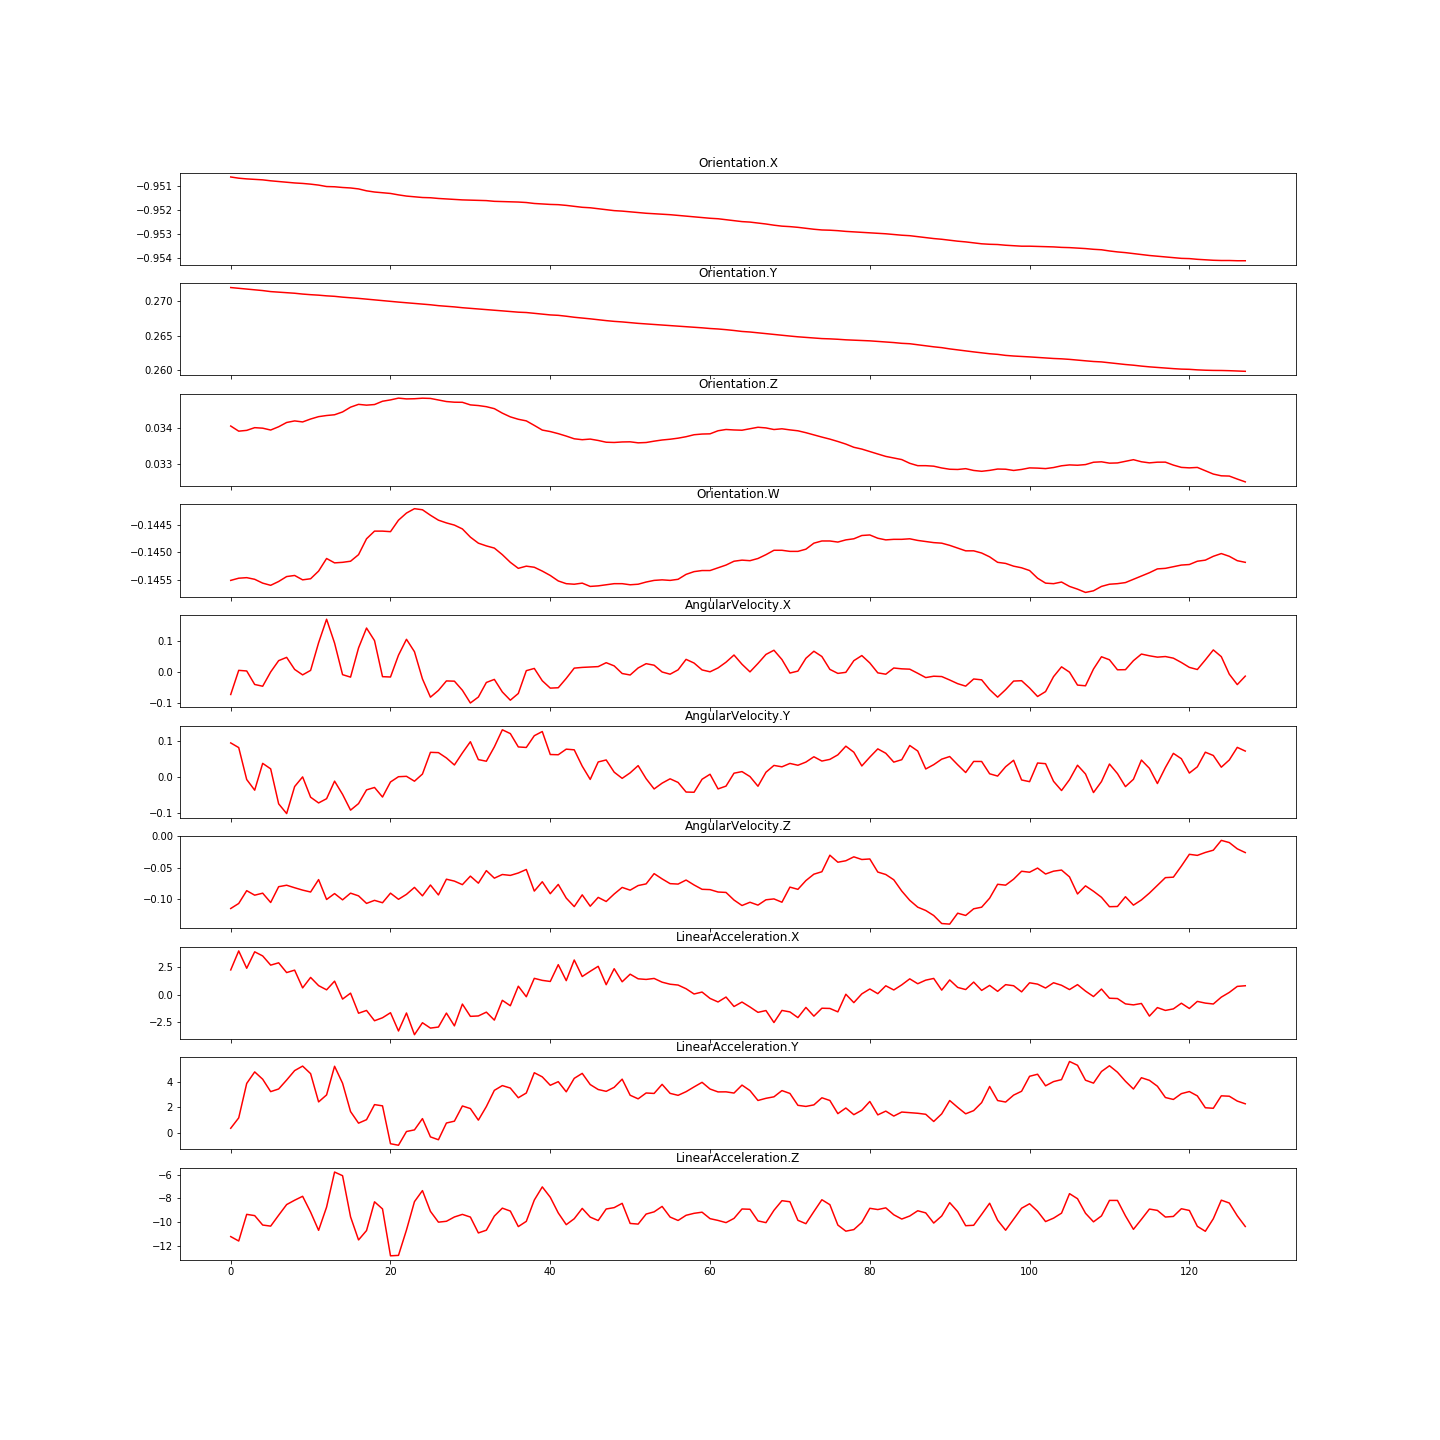 Orientation.X
−0.951
−0.952
−0.953
−0.954
Orientation.Y
0.270
0.265
0.260
Orientation.Z
0.034
0.033
Orientation.W
−0.1445
−0.1450
−0.1455
AngularVelocity.X
0.1
0.0
−0.1
AngularVelocity.Y
0.1
0.0
−0.1
AngularVelocity.Z
0.00
−0.05
−0.10
LinearAcceleration.X
2.5
0.0
−2.5
LinearAcceleration.Y
4
2
0
LinearAcceleration.Z
−6
−8
−10
−12
0 20 40 60 80 100 120